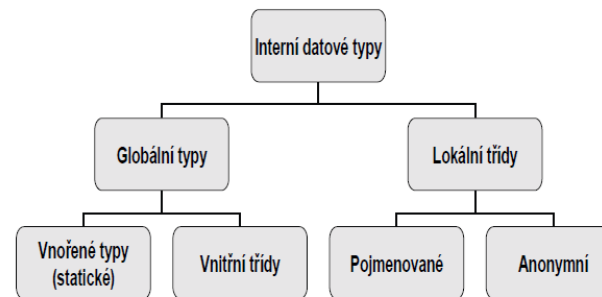 Interní datové typy
Globální typy
Lokální třídy
Vnořené typy
(statické)
Vnitřní třídy
Pojmenované
Anonymní